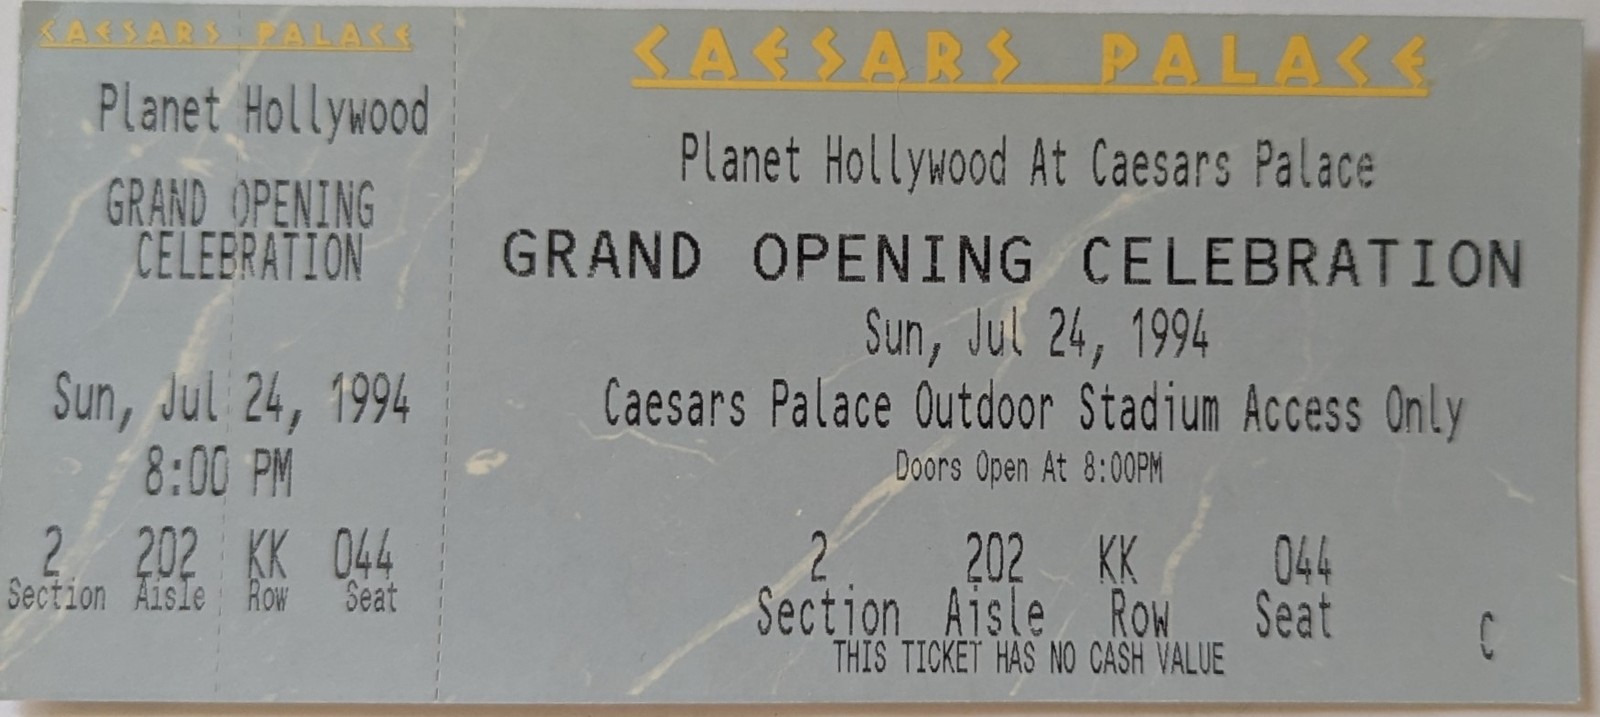 CAESARS PALACE
Planet Hollywood
GRAND OPENING
CELEBRATION
Sun, Jul 24, 1994
8:00 PM
2 202 KK 044
Section Aisle Row Seat
CAESARS PALACE
Planet Hollywood At Caesars Palace
GRAND OPENING CELEBRATION
Sun, Jul 24, 1994
Caesars Palace Outdoor Stadium Access Only
Doors Open At 8:00PM
2 202 KK 044
Section Aisle Row Seat
THIS TICKET HAS NO CASH VALUE
C